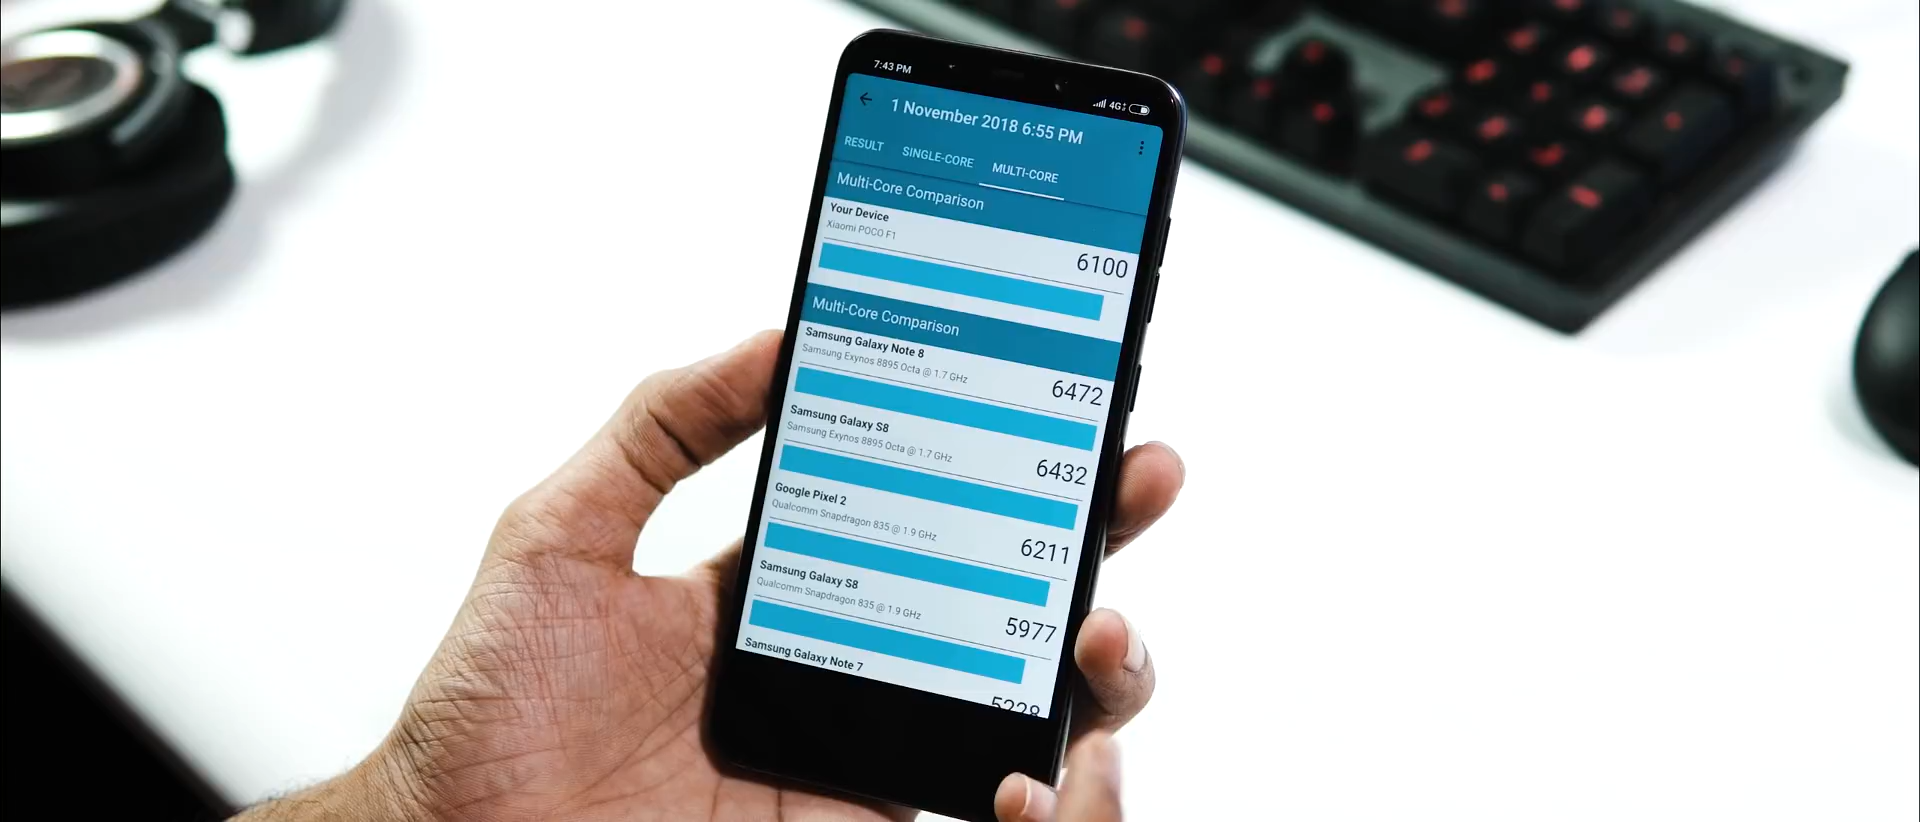 7:43 PM
4G
1 November 2018 6:55 PM
RESULT SINGLE-CORE MULTI-CORE
Multi-Core Comparison
Your Device
Xiaomi POCO F1
6100
Multi-Core Comparison
Samsung Galaxy Note 8
Samsung Exynos 8895 Octa @ 1.7 GHz
6472
Samsung Galaxy S8
Samsung Exynos 8895 Octa @ 1.7 GHz
6432
Google Pixel 2
Qualcomm Snapdragon 835 @ 1.9 GHz
6211
Samsung Galaxy S8
Qualcomm Snapdragon 835 @ 1.9 GHz
5977
Samsung Galaxy Note 7
5228